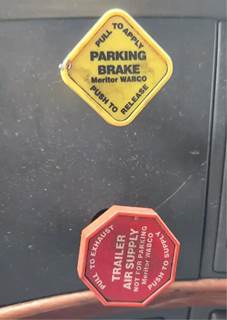 PULL TO APPLY
PARKING
BRAKE
Meritor WABCO
PUSH TO RELEASE
PULL TO EXHAUST
TRAILER
AIR SUPPLY
NOT FOR PARKING
Meritor WABCO
PUSH TO SUPPLY